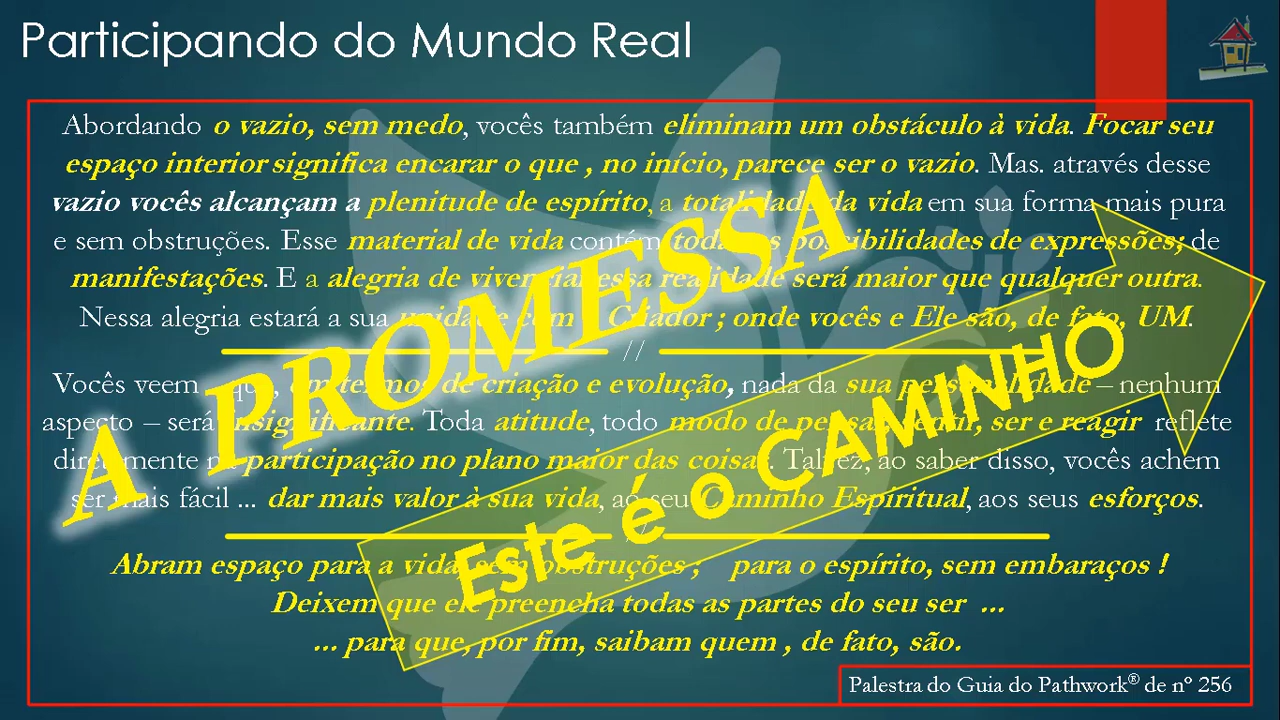 Participando do Mundo Real
Abordando o vazio, sem medo, vocês também eliminam um obstáculo à vida. Focar seu
espaço interior significa encarar o que , no início, parece ser o vazio. Mas. através desse
vazio vocês alcançam a plenitude de espírito, a totalidade da vida em sua forma mais pura
e sem obstruções. Esse material de vida contém todas as possibilidades de expressões; de
manifestações. E a alegria de vivenciar essa realidade será maior que qualquer outra.
Nessa alegria estará a sua unidade com Criador ; onde vocês e Ele são, de fato, UM.
//
Vocês veem que, em termos de criação e evolução, nada da sua personalidade – nenhum
aspecto – será insignificante. Toda atitude, todo modo de pensar, sentir, ser e reagir reflete
diretamente na participação no plano maior das coisas. Talvez, ao saber disso, vocês achem
ser mais fácil ... dar mais valor à sua vida, ao seu Caminho Espiritual, aos seus esforços.
Abram espaço para a vida, sem obstruções ; para o espírito, sem embaraços !
Deixem que ele preencha todas as partes do seu ser ...
... para que, por fim, saibam quem , de fato, são.
A PROMESSA
Este é o CAMINHO
Palestra do Guia do Pathwork® de nº 256